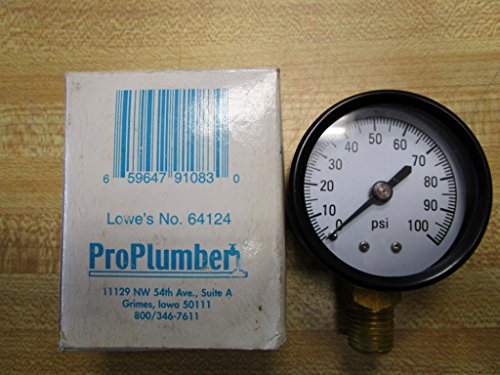 6 59647 91083 0
Lowe's No. 64124
ProPlumber
11129 NW 54th Ave., Suite A
Grimes, Iowa 50111
800/346-7611
0 10 20 30 40 50 60 70 80 90 100
psi